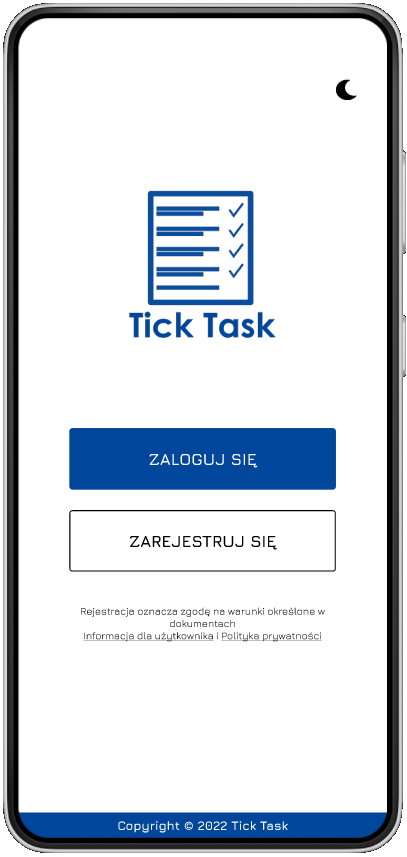 Tick Task
ZALOGUJ SIĘ
ZAREJESTRUJ SIĘ
Rejestracja oznacza zgodę na warunki określone w
dokumentach
Informacja dla użytkownika i Polityka prywatności
Copyright © 2022 Tick Task